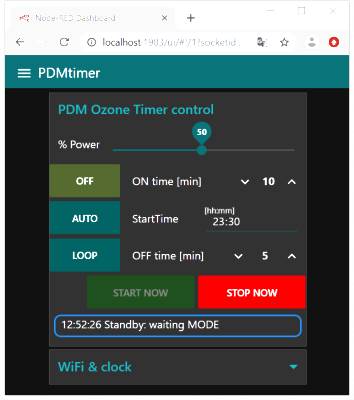 Node-RED Dashboard
localhost:1903/ui/#!/1?socketid
PDMtimer
PDM Ozone Timer control
% Power
50
OFF
ON time [min]
10
AUTO
StartTime
[hh:mm]
23:30
LOOP
OFF time [min]
5
START NOW
STOP NOW
12:52:26 Standby: waiting MODE
WiFi & clock